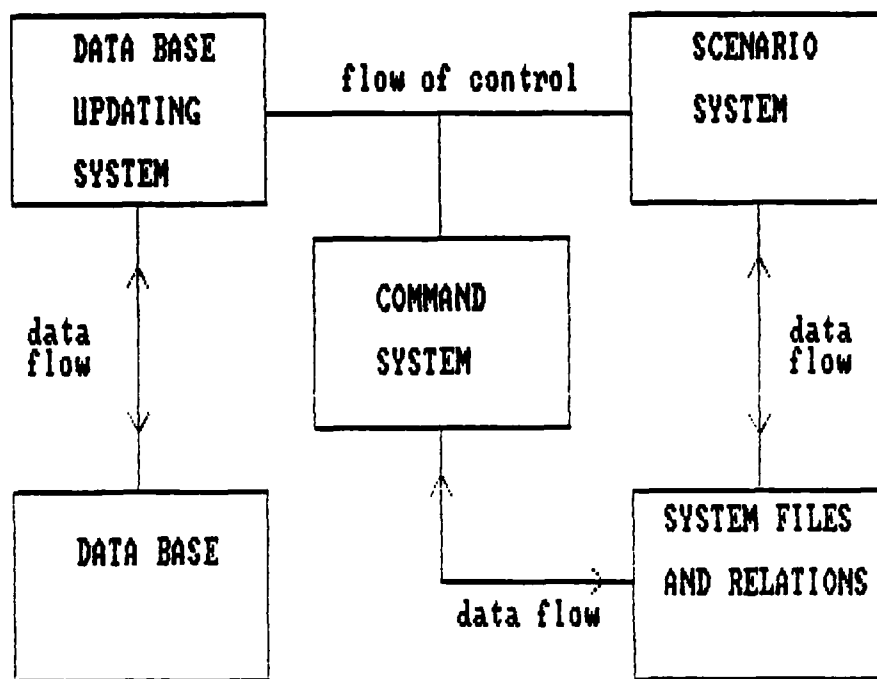 DATA BASE
UPDATING
SYSTEM
flow of control
SCENARIO
SYSTEM
COMMAND
SYSTEM
data
flow
data
flow
DATA BASE
SYSTEM FILES
AND RELATIONS
data flow